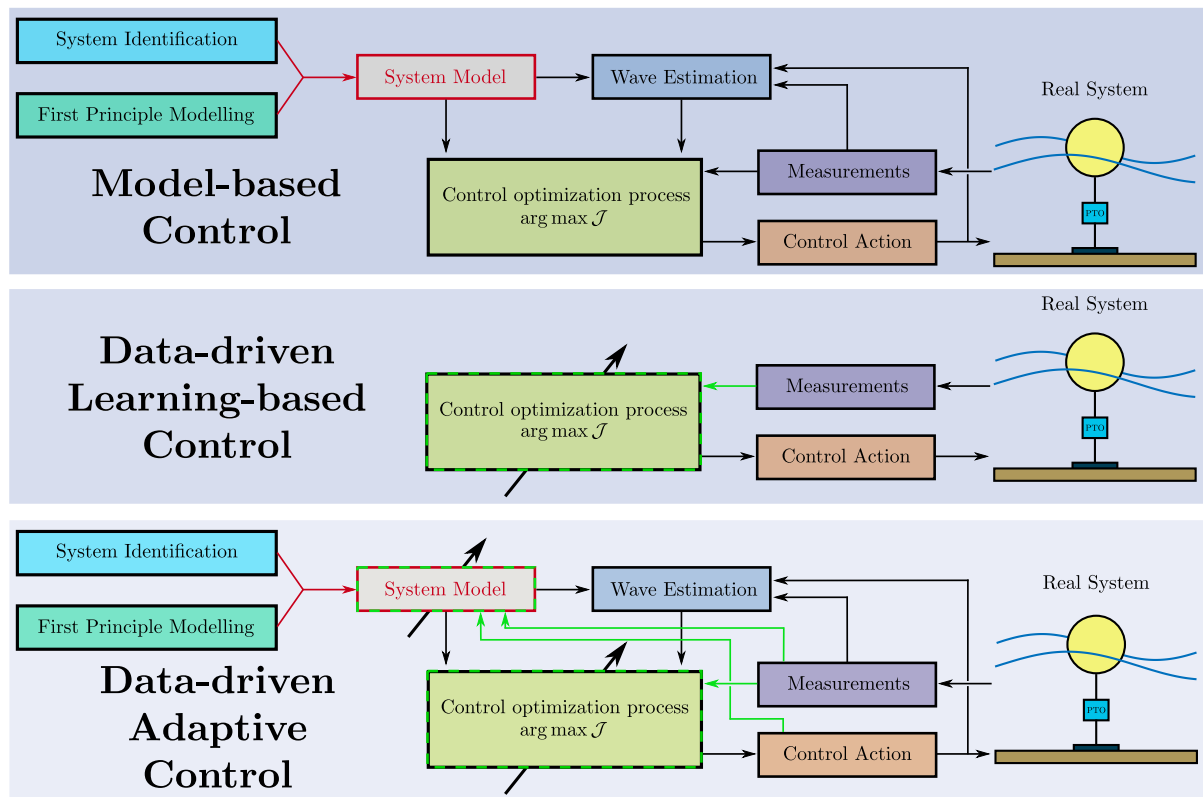 System Identification
First Principle Modelling
System Model
Wave Estimation
Real System
Model-based
Control
Control optimization process
arg max 𝒥
Measurements
Control Action
PTO
Real System
Data-driven
Learning-based
Control
Control optimization process
arg max 𝒥
Measurements
Control Action
PTO
System Identification
First Principle Modelling
System Model
Wave Estimation
Real System
Data-driven
Adaptive
Control
Control optimization process
arg max 𝒥
Measurements
Control Action
PTO